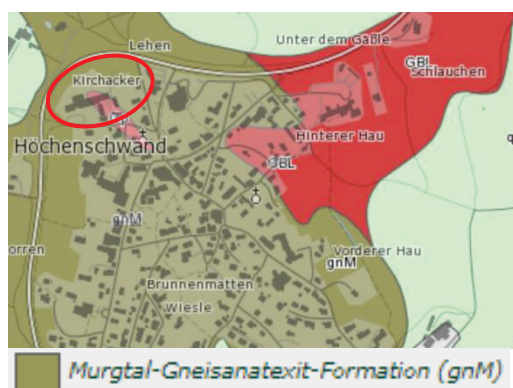 Lehen
Unter dem Gäßle
Kirchacker
GBL
Schlauchen
Höchenschwand
Hinterer Hau
GBL
gnM
orren
Vorderer Hau
gnM
Brunnenmatten
Wiesle
Murgtal-Gneisanatexit-Formation (gnM)